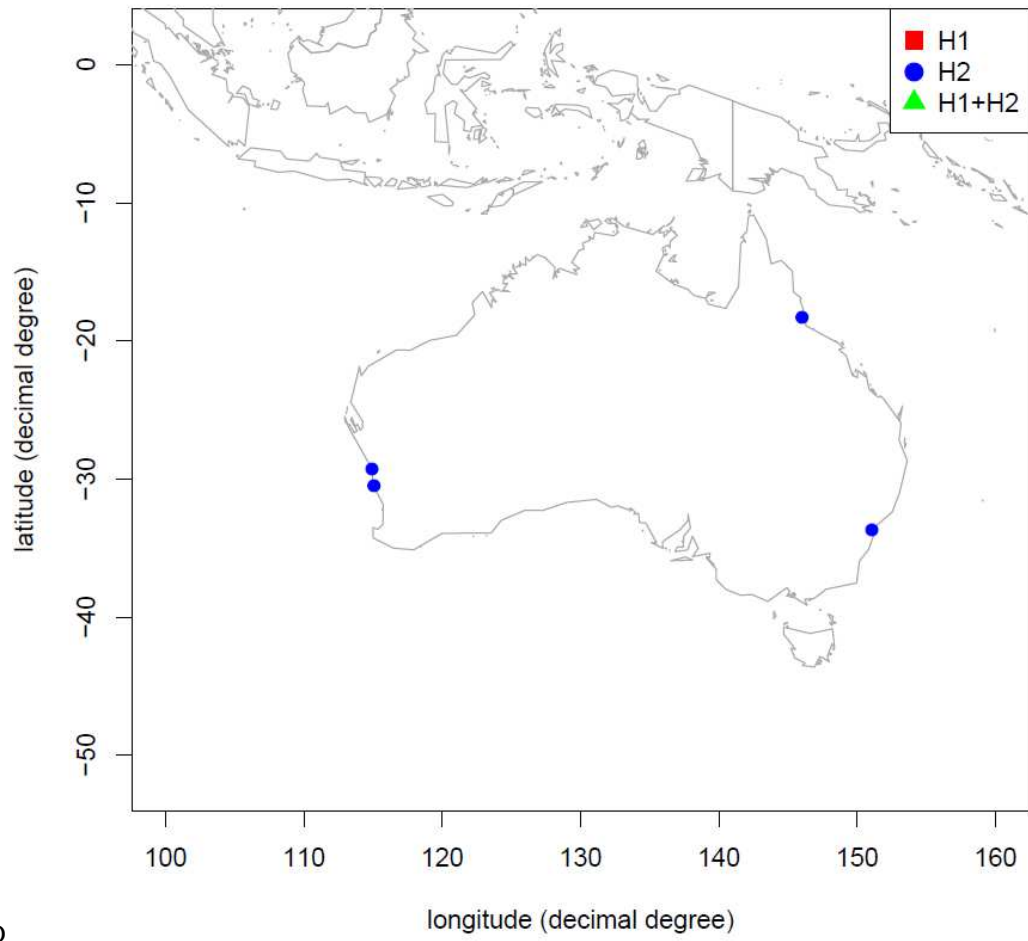 H1
H2
H1+H2
0
−10
−20
−30
−40
−50
latitude (decimal degree)
100 110 120 130 140 150 160
longitude (decimal degree)